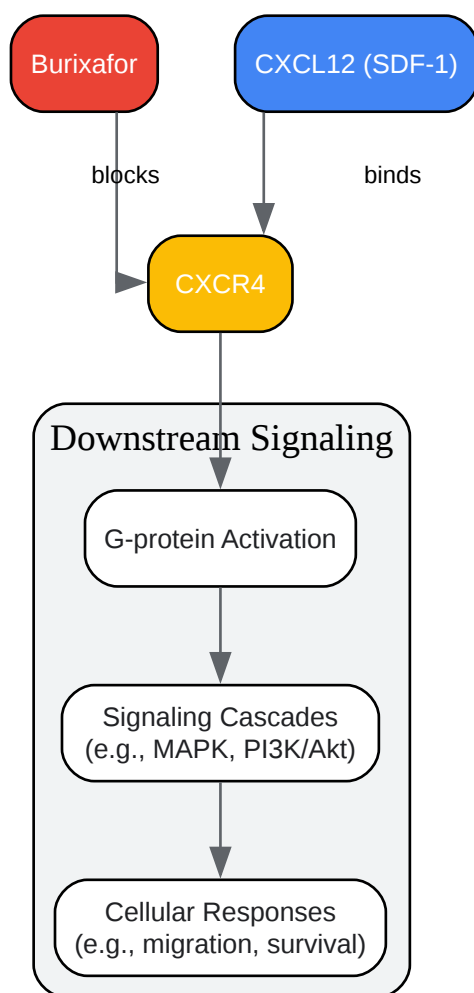 Burixafor
CXCL12 (SDF-1)
blocks
binds
CXCR4
Downstream Signaling
G-protein Activation
Signaling Cascades
(e.g., MAPK, PI3K/Akt)
Cellular Responses
(e.g., migration, survival)